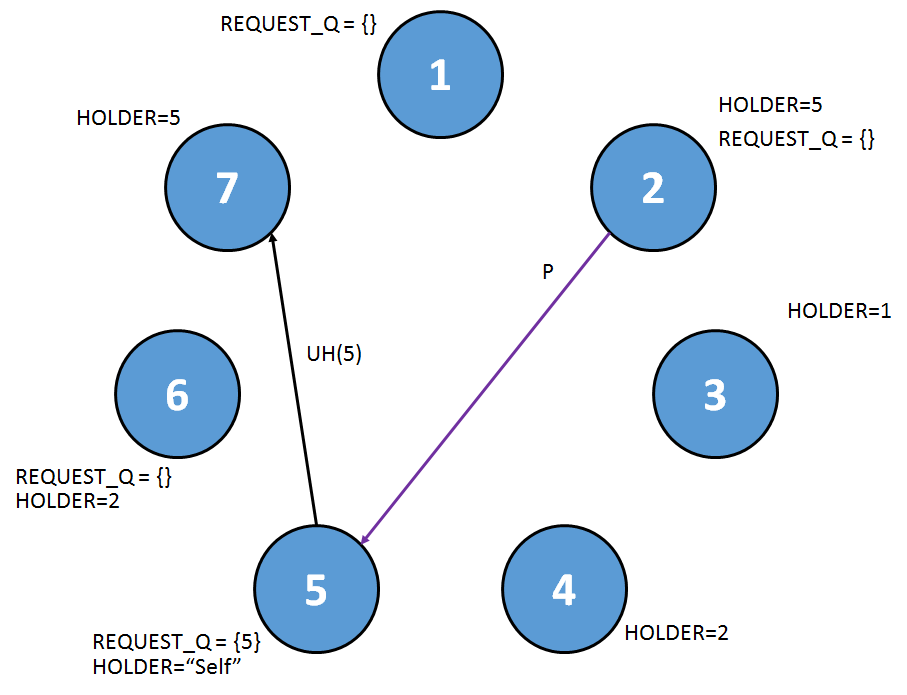 REQUEST_Q = {}
1
HOLDER=5
7
HOLDER=5
REQUEST_Q = {}
2
P
UH(5)
HOLDER=1
3
6
REQUEST_Q = {}
HOLDER=2
5
REQUEST_Q = {5}
HOLDER=“Self”
4
HOLDER=2